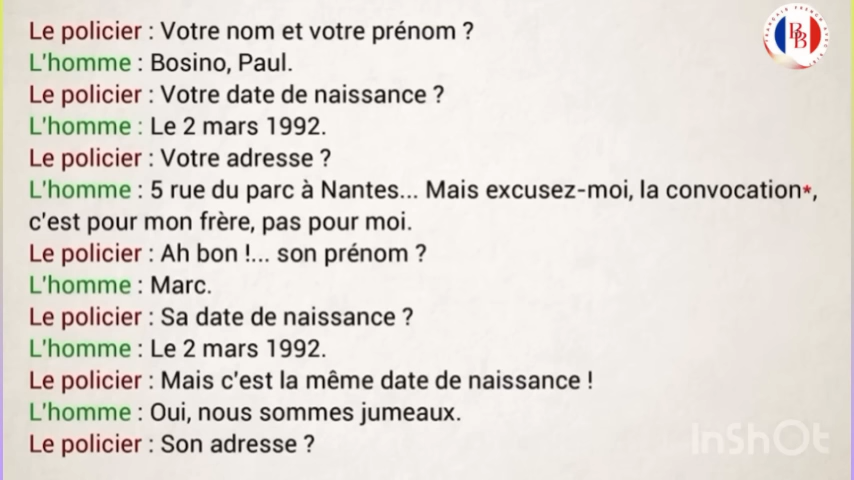 Le policier : Votre nom et votre prénom ?
L'homme : Bosino, Paul.
Le policier : Votre date de naissance ?
L'homme : Le 2 mars 1992.
Le policier : Votre adresse ?
L'homme : 5 rue du parc à Nantes... Mais excusez-moi, la convocation*,
c'est pour mon frère, pas pour moi.
Le policier : Ah bon !... son prénom ?
L'homme : Marc.
Le policier : Sa date de naissance ?
L'homme : Le 2 mars 1992.
Le policier : Mais c'est la même date de naissance !
L'homme : Oui, nous sommes jumeaux.
Le policier : Son adresse ?
InShOt